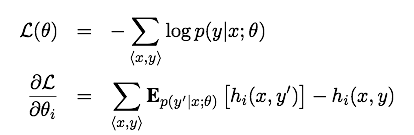 ℒ(θ) = − ∑_{⟨x,y⟩} log p(y|x; θ)
∂ℒ/∂θ_i = ∑_{⟨x,y⟩} 𝐄_{p(y′|x;θ)} [h_i(x, y′)] − h_i(x, y)